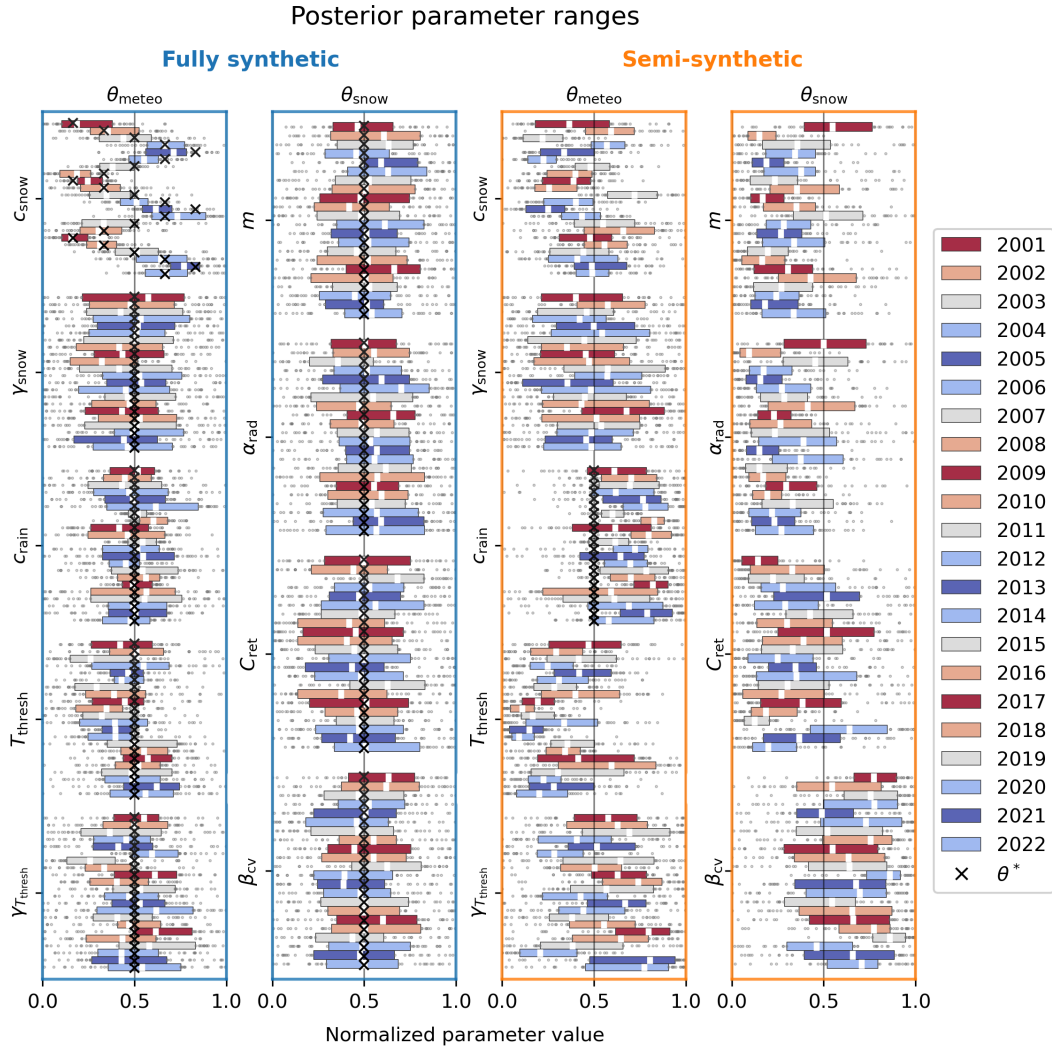 Posterior parameter ranges
Fully synthetic
Semi-synthetic
θmeteo
θsnow
θmeteo
θsnow
csnow
γsnow
crain
Tthresh
γTthresh
m
αrad
Cret
βcv
csnow
γsnow
crain
Tthresh
γTthresh
m
αrad
Cret
βcv
0.0 0.5 1.0
0.0 0.5 1.0
0.0 0.5 1.0
0.0 0.5 1.0
Normalized parameter value
2001
2002
2003
2004
2005
2006
2007
2008
2009
2010
2011
2012
2013
2014
2015
2016
2017
2018
2019
2020
2021
2022
θ*